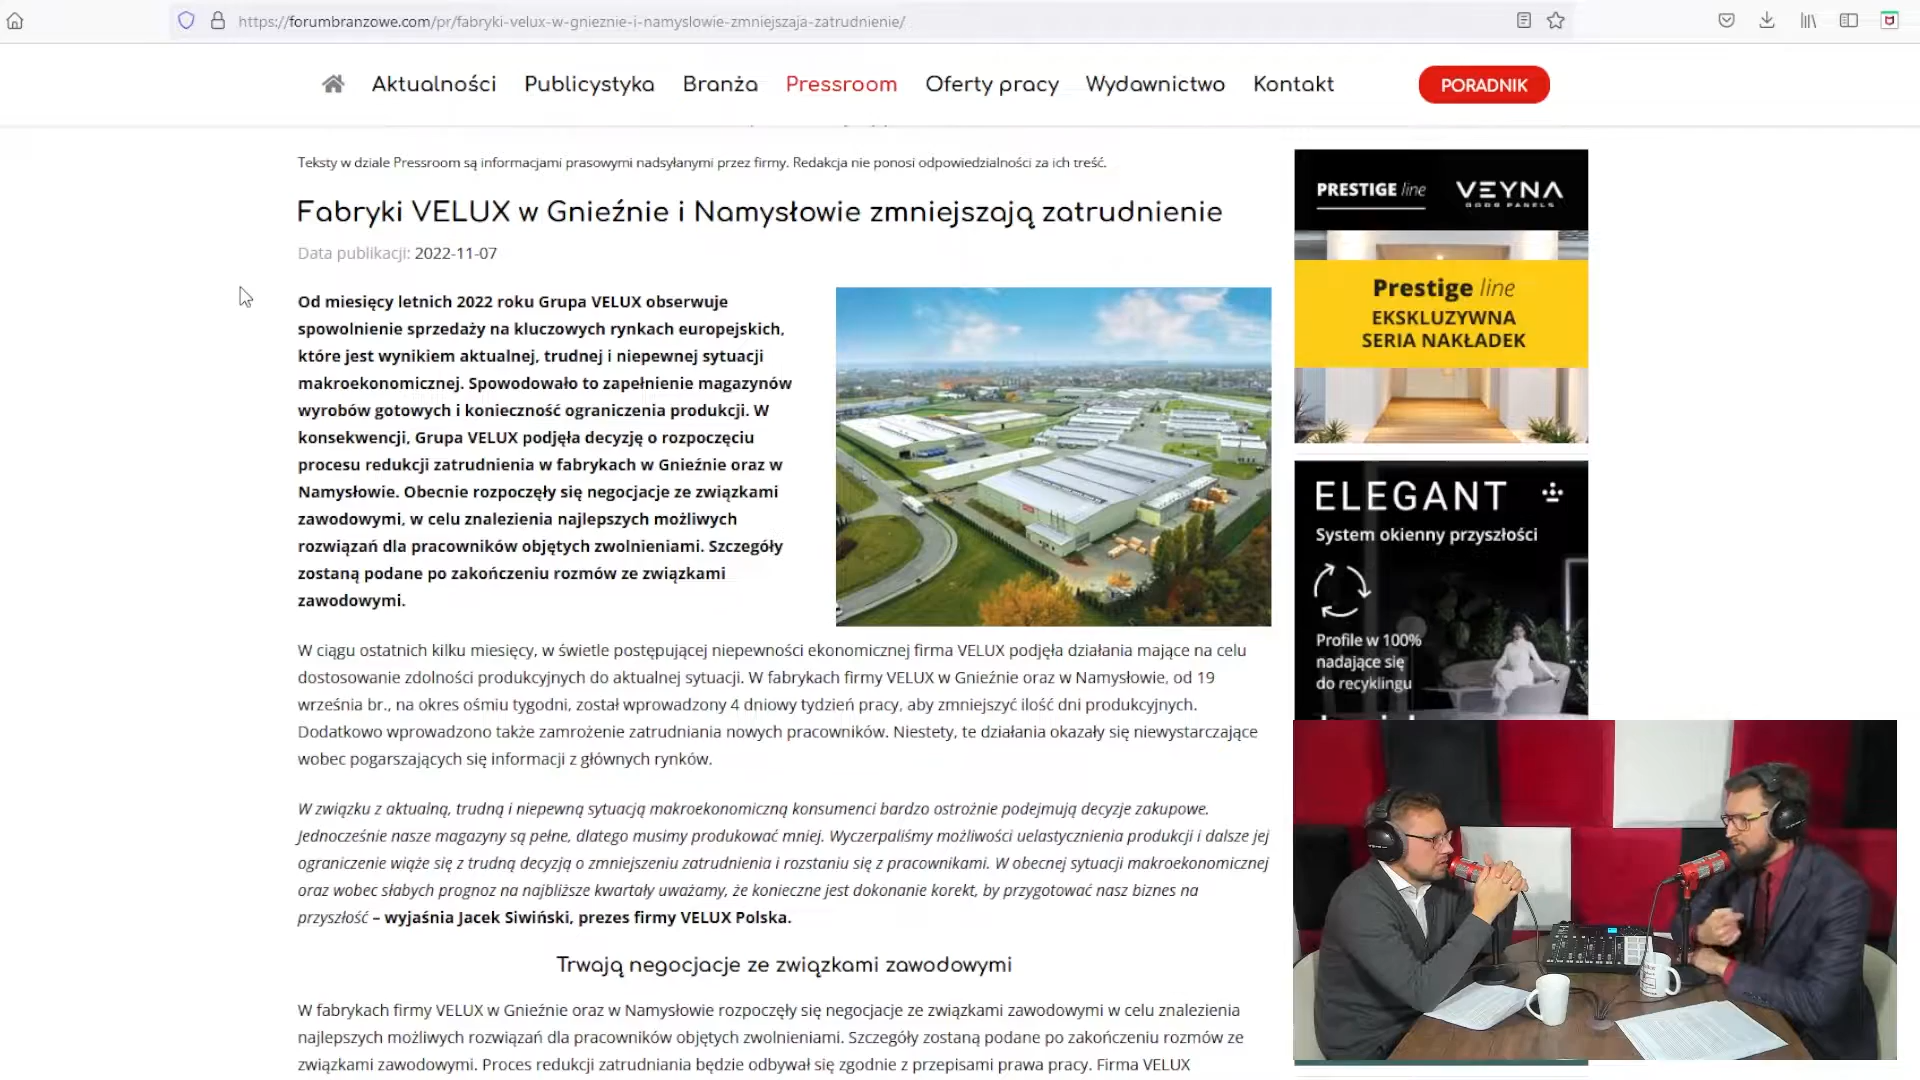 https://forumbranzowe.com/pr/fabryki-velux-w-gnieznie-i-namyslowie-zmniejszaja-zatrudnienie/
Aktualności Publicystyka Branża Pressroom Oferty pracy Wydawnictwo Kontakt PORADNIK
Teksty w dziale Pressroom są informacjami prasowymi nadsyłanymi przez firmy. Redakcja nie ponosi odpowiedzialności za ich treść.
Fabryki VELUX w Gnieźnie i Namysłowie zmniejszają zatrudnienie
Data publikacji: 2022-11-07
Od miesięcy letnich 2022 roku Grupa VELUX obserwuje
spowolnienie sprzedaży na kluczowych rynkach europejskich,
które jest wynikiem aktualnej, trudnej i niepewnej sytuacji
makroekonomicznej. Spowodowało to zapełnienie magazynów
wyrobów gotowych i konieczność ograniczenia produkcji. W
konsekwencji, Grupa VELUX podjęła decyzję o rozpoczęciu
procesu redukcji zatrudnienia w fabrykach w Gnieźnie oraz w
Namysłowie. Obecnie rozpoczęły się negocjacje ze związkami
zawodowymi, w celu znalezienia najlepszych możliwych
rozwiązań dla pracowników objętych zwolnieniami. Szczegóły
zostaną podane po zakończeniu rozmów ze związkami
zawodowymi.
W ciągu ostatnich kilku miesięcy, w świetle postępującej niepewności ekonomicznej firma VELUX podjęła działania mające na celu
dostosowanie zdolności produkcyjnych do aktualnej sytuacji. W fabrykach firmy VELUX w Gnieźnie oraz w Namysłowie, od 19
września br., na okres ośmiu tygodni, został wprowadzony 4 dniowy tydzień pracy, aby zmniejszyć ilość dni produkcyjnych.
Dodatkowo wprowadzono także zamrożenie zatrudniania nowych pracowników. Niestety, te działania okazały się niewystarczające
wobec pogarszających się informacji z głównych rynków.
W związku z aktualną, trudną i niepewną sytuacją makroekonomiczną konsumenci bardzo ostrożnie podejmują decyzje zakupowe.
Jednocześnie nasze magazyny są pełne, dlatego musimy produkować mniej. Wyczerpaliśmy możliwości uelastycznienia produkcji i dalsze jej
ograniczenie wiąże się z trudną decyzją o zmniejszeniu zatrudnienia i rozstaniu się z pracownikami. W obecnej sytuacji makroekonomicznej
oraz wobec słabych prognoz na najbliższe kwartały uważamy, że konieczne jest dokonanie korekt, by przygotować nasz biznes na
przyszłość – wyjaśnia Jacek Siwiński, prezes firmy VELUX Polska.
Trwają negocjacje ze związkami zawodowymi
W fabrykach firmy VELUX w Gnieźnie oraz w Namysłowie rozpoczęły się negocjacje ze związkami zawodowymi w celu znalezienia
najlepszych możliwych rozwiązań dla pracowników objętych zwolnieniami. Szczegóły zostaną podane po zakończeniu rozmów ze
związkami zawodowymi. Proces redukcji zatrudniania będzie odbywał się zgodnie z przepisami prawa pracy. Firma VELUX
PRESTIGE line VEYNA
DOOR PANELS
Prestige line
EKSKLUZYWNA
SERIA NAKŁADEK
ELEGANT
System okienny przyszłości
Profile w 100%
nadające się
do recyklingu